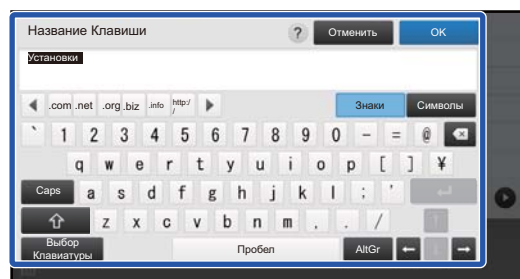 Название Клавиши ? Отменить OK
Установки
.com .net .org .biz .info http:/
/ Знаки Символы
` 1 2 3 4 5 6 7 8 9 0 - = @
q w e r t y u i o p [ ] ¥
Caps a s d f g h j k l ; '
z x c v b n m , . /
Выбор
Клавиатуры Пробел AltGr